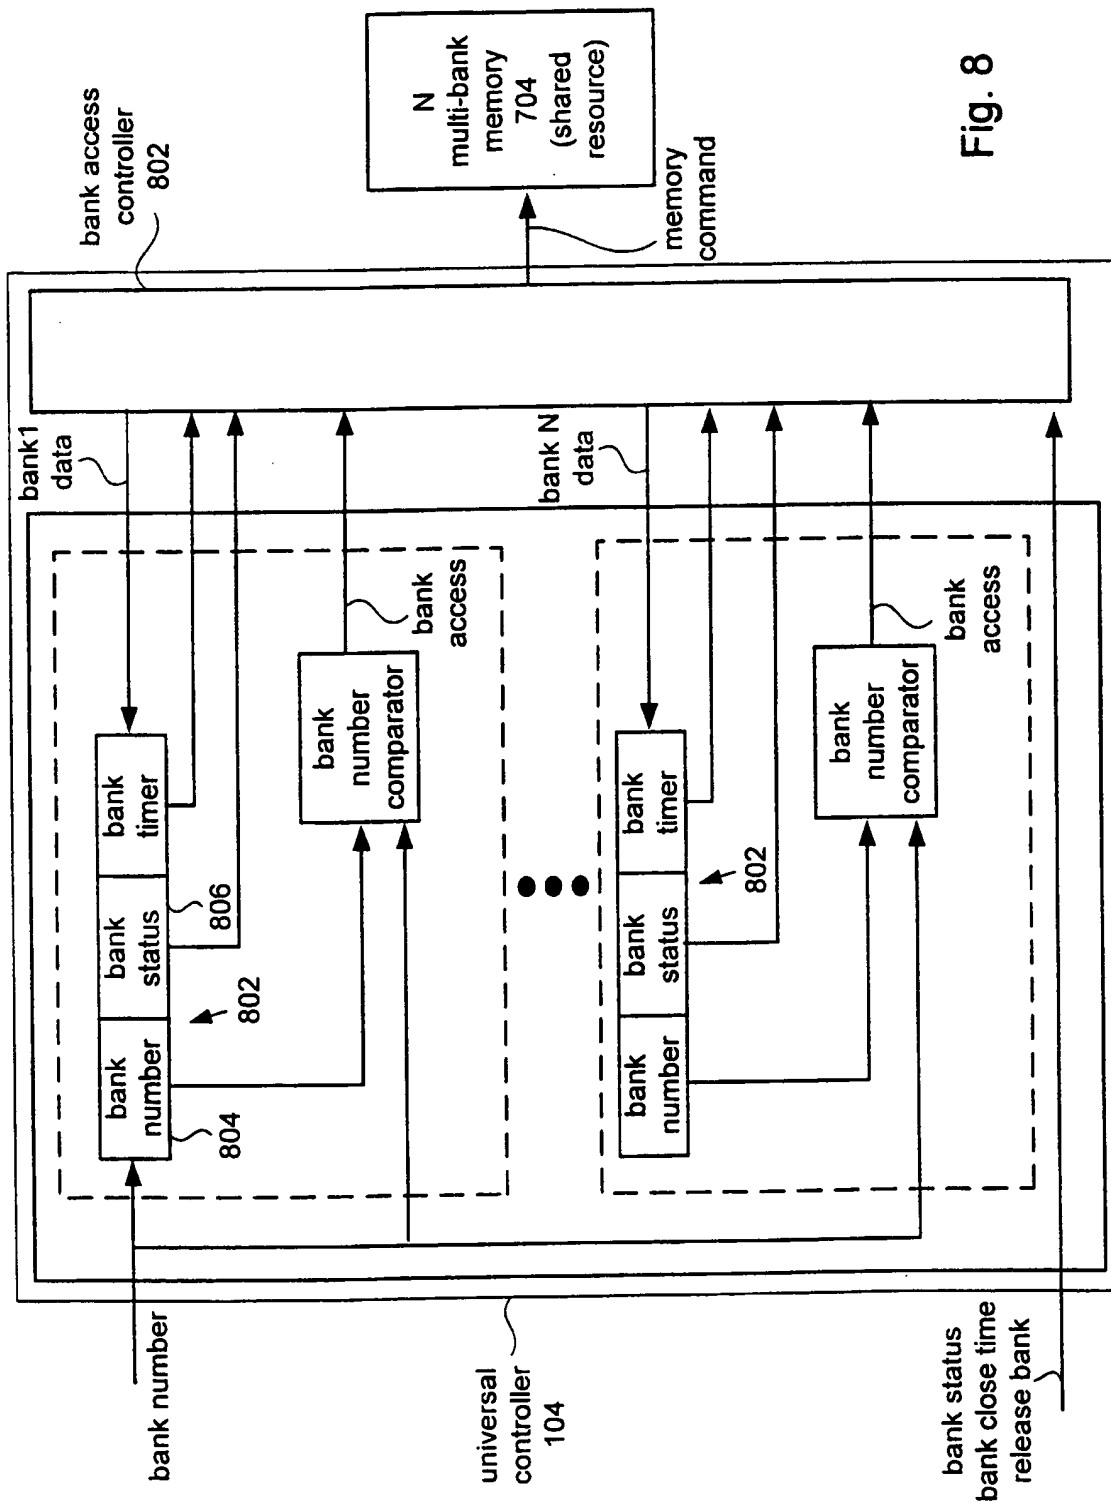 bank number
universal
controller
104
bank status
bank close time
release bank
bank
number
804
bank
status
806
bank
timer
802
bank
number
comparator
bank
access
bank1
data
bank
number
bank
status
bank
timer
802
bank
number
comparator
bank
access
bank N
data
bank access
controller
802
memory
command
N
multi-bank
memory
704
(shared
resource)
Fig. 8